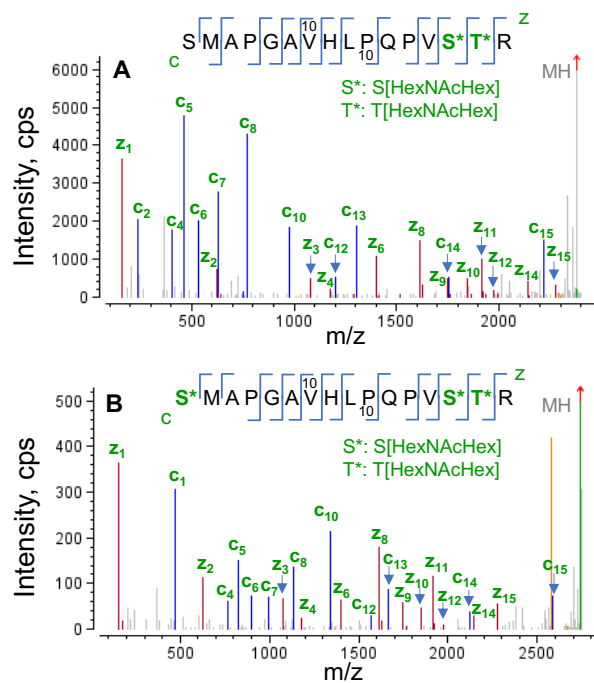 S M A P G A V H L P Q P V S* T* R
z
c
10
10
A
S*: S[HexNAcHex]
T*: T[HexNAcHex]
MH
6000
5000
4000
3000
2000
1000
0
Intensity, cps
z1
c2
c4
c5
c6
z2
c7
c8
c10
z3
c12
z4
c13
z6
z8
c14
z9
z10
z11
z12
z14
c15
z15
500
1000
1500
2000
m/z
S* M A P G A V H L P Q P V S* T* R
z
c
10
10
B
S*: S[HexNAcHex]
T*: T[HexNAcHex]
MH
500
400
300
200
100
0
Intensity, cps
z1
c1
z2
c4
c5
c6
c7
z3
c8
z4
c10
z6
c12
z8
c13
z9
z10
z11
z12
c14
z14
z15
c15
500
1000
1500
2000
2500
m/z